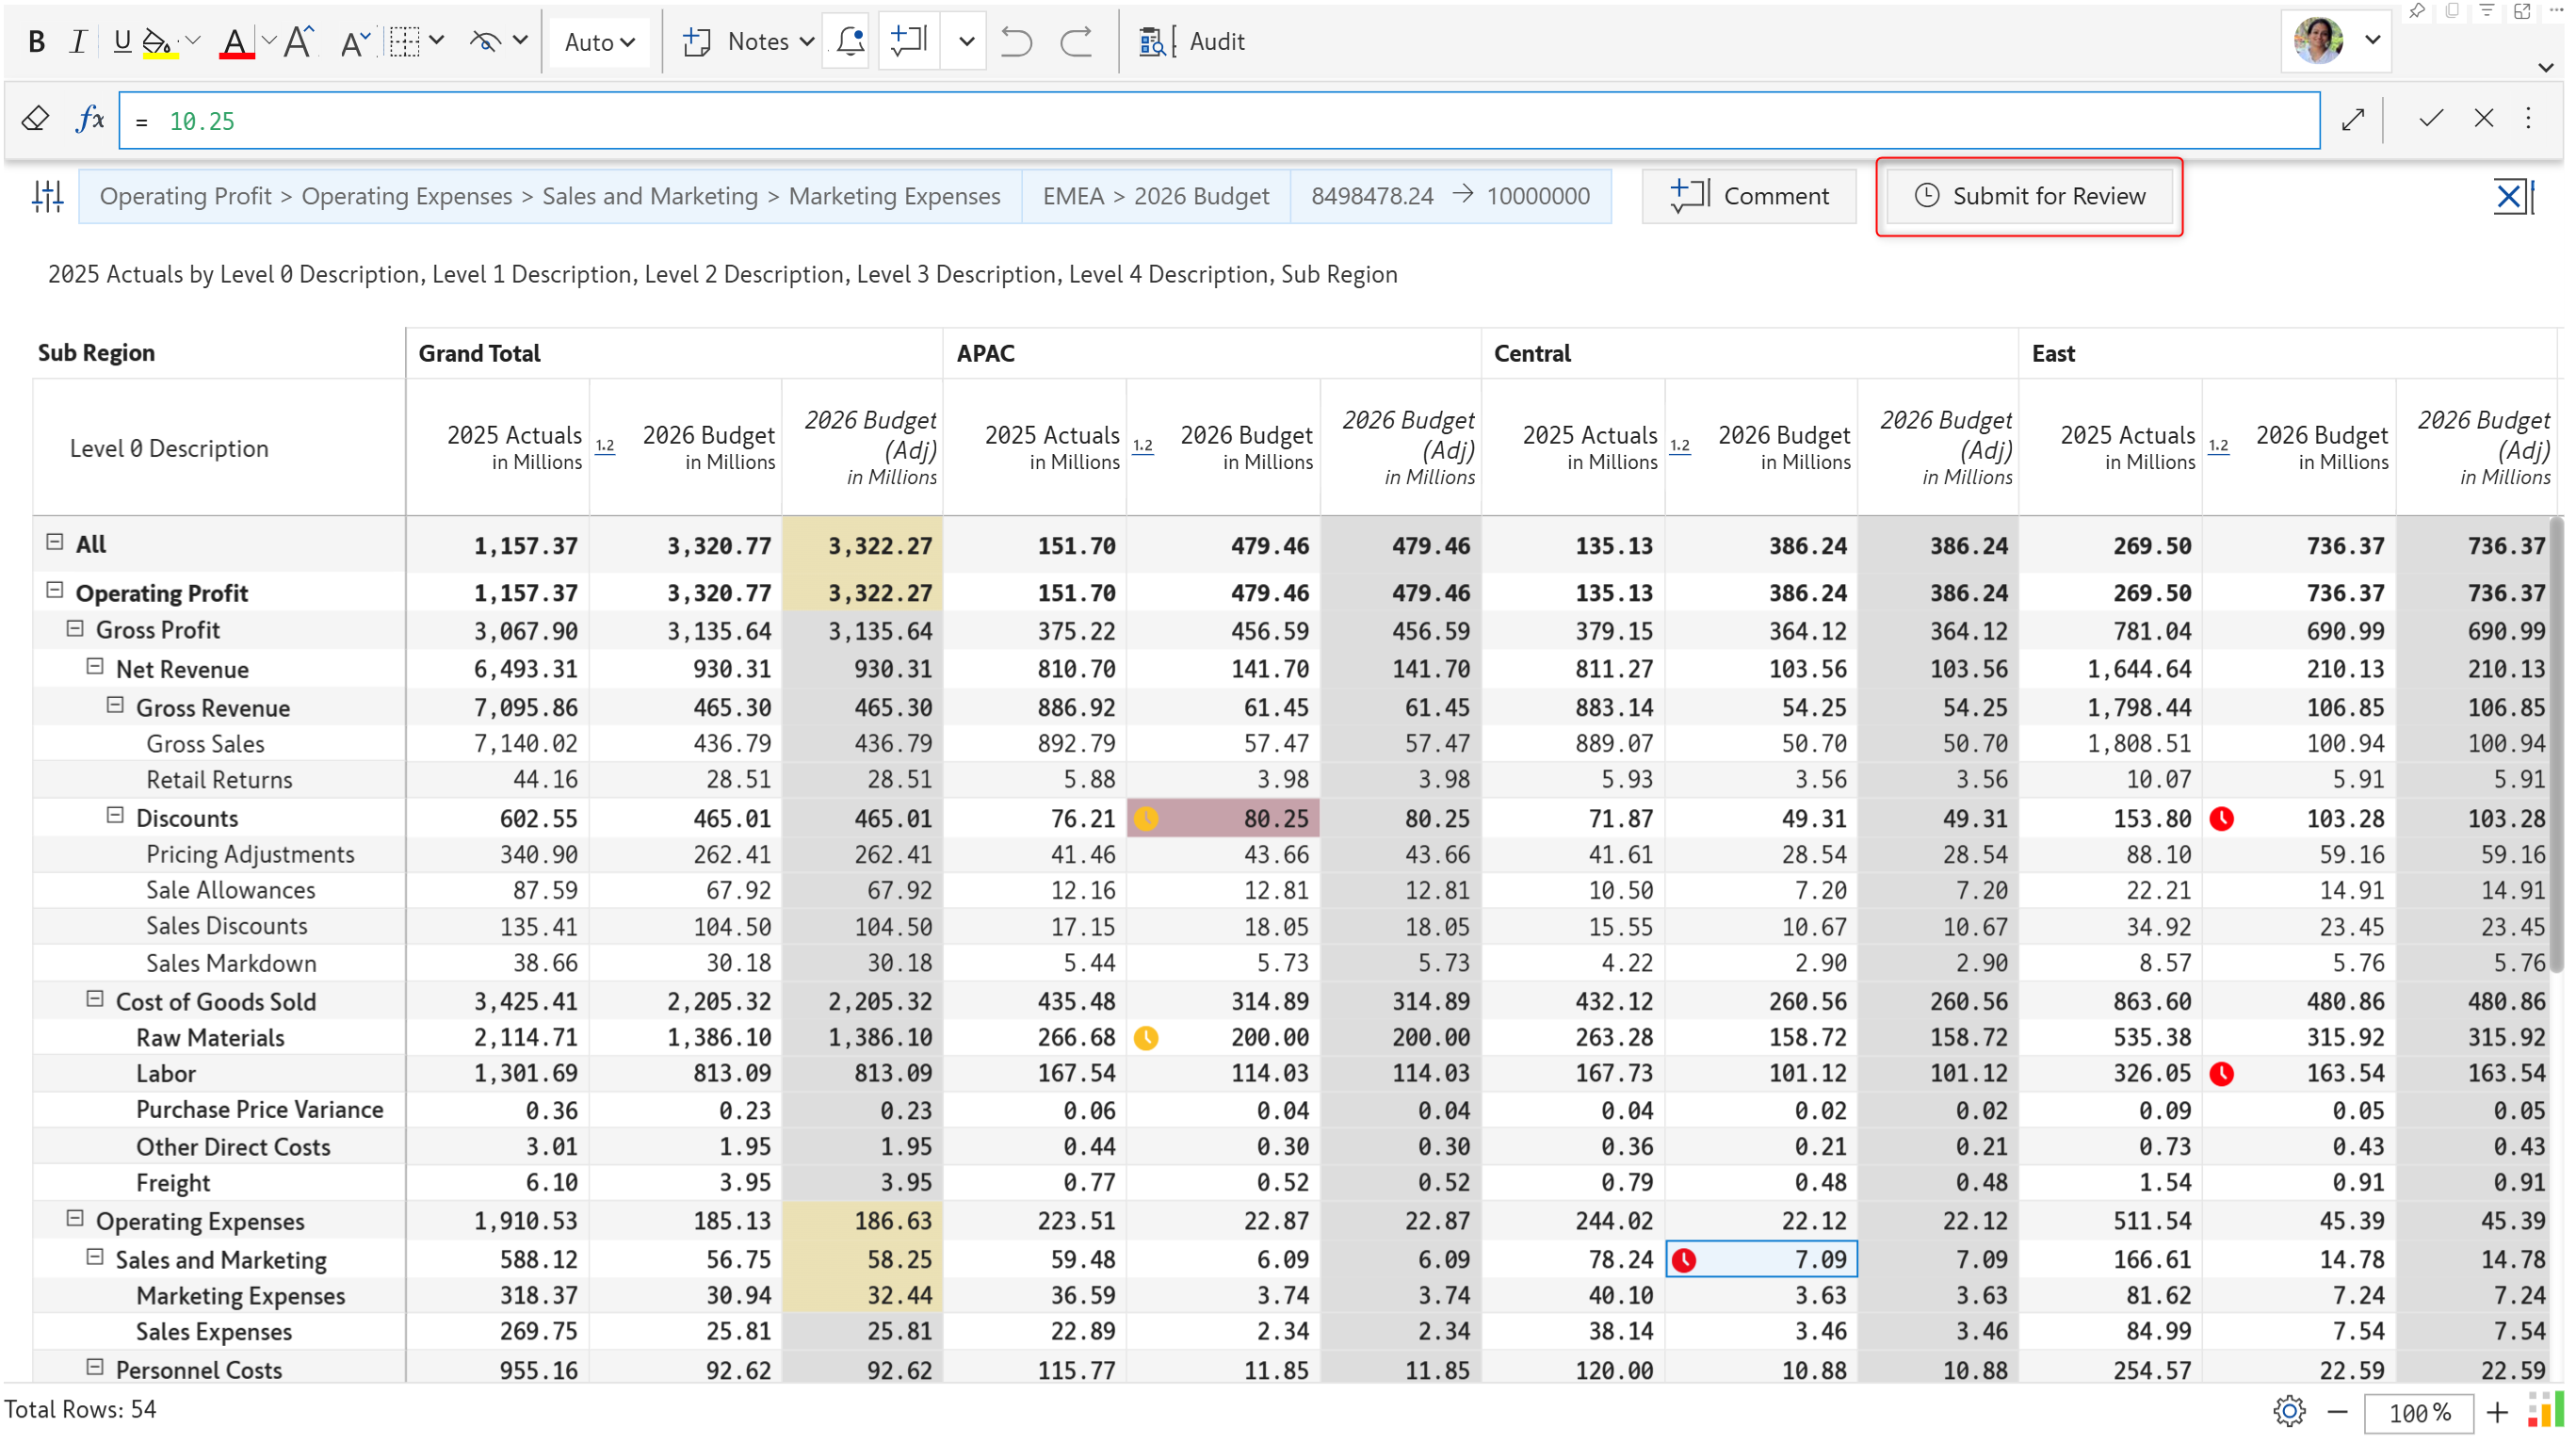 B I U A A A Auto Notes Audit
fx = 10.25
Operating Profit > Operating Expenses > Sales and Marketing > Marketing Expenses EMEA > 2026 Budget 8498478.24 → 10000000 Comment Submit for Review
2025 Actuals by Level 0 Description, Level 1 Description, Level 2 Description, Level 3 Description, Level 4 Description, Sub Region
Sub Region Grand Total APAC Central East
Level 0 Description 2025 Actuals in Millions 1.2 2026 Budget in Millions 2026 Budget (Adj) in Millions 2025 Actuals in Millions 1.2 2026 Budget in Millions 2026 Budget (Adj) in Millions 2025 Actuals in Millions 1.2 2026 Budget in Millions 2026 Budget (Adj) in Millions 2025 Actuals in Millions 1.2 2026 Budget in Millions 2026 Budget (Adj) in Millions
All 1,157.37 3,320.77 3,322.27 151.70 479.46 479.46 135.13 386.24 386.24 269.50 736.37 736.37
Operating Profit 1,157.37 3,320.77 3,322.27 151.70 479.46 479.46 135.13 386.24 386.24 269.50 736.37 736.37
Gross Profit 3,067.90 3,135.64 3,135.64 375.22 456.59 456.59 379.15 364.12 364.12 781.04 690.99 690.99
Net Revenue 6,493.31 930.31 930.31 810.70 141.70 141.70 811.27 103.56 103.56 1,644.64 210.13 210.13
Gross Revenue 7,095.86 465.30 465.30 886.92 61.45 61.45 883.14 54.25 54.25 1,798.44 106.85 106.85
Gross Sales 7,140.02 436.79 436.79 892.79 57.47 57.47 889.07 50.70 50.70 1,808.51 100.94 100.94
Retail Returns 44.16 28.51 28.51 5.88 3.98 3.98 5.93 3.56 3.56 10.07 5.91 5.91
Discounts 602.55 465.01 465.01 76.21 80.25 80.25 71.87 49.31 49.31 153.80 103.28 103.28
Pricing Adjustments 340.90 262.41 262.41 41.46 43.66 43.66 41.61 28.54 28.54 88.10 59.16 59.16
Sale Allowances 87.59 67.92 67.92 12.16 12.81 12.81 10.50 7.20 7.20 22.21 14.91 14.91
Sales Discounts 135.41 104.50 104.50 17.15 18.05 18.05 15.55 10.67 10.67 34.92 23.45 23.45
Sales Markdown 38.66 30.18 30.18 5.44 5.73 5.73 4.22 2.90 2.90 8.57 5.76 5.76
Cost of Goods Sold 3,425.41 2,205.32 2,205.32 435.48 314.89 314.89 432.12 260.56 260.56 863.60 480.86 480.86
Raw Materials 2,114.71 1,386.10 1,386.10 266.68 200.00 200.00 263.28 158.72 158.72 535.38 315.92 315.92
Labor 1,301.69 813.09 813.09 167.54 114.03 114.03 167.73 101.12 101.12 326.05 163.54 163.54
Purchase Price Variance 0.36 0.23 0.23 0.06 0.04 0.04 0.04 0.02 0.02 0.09 0.05 0.05
Other Direct Costs 3.01 1.95 1.95 0.44 0.30 0.30 0.36 0.21 0.21 0.73 0.43 0.43
Freight 6.10 3.95 3.95 0.77 0.52 0.52 0.79 0.48 0.48 1.54 0.91 0.91
Operating Expenses 1,910.53 185.13 186.63 223.51 22.87 22.87 244.02 22.12 22.12 511.54 45.39 45.39
Sales and Marketing 588.12 56.75 58.25 59.48 6.09 6.09 78.24 7.09 7.09 166.61 14.78 14.78
Marketing Expenses 318.37 30.94 32.44 36.59 3.74 3.74 40.10 3.63 3.63 81.62 7.24 7.24
Sales Expenses 269.75 25.81 25.81 22.89 2.34 2.34 38.14 3.46 3.46 84.99 7.54 7.54
Personnel Costs 955.16 92.62 92.62 115.77 11.85 11.85 120.00 10.88 10.88 254.57 22.59 22.59
Total Rows: 54 100 %